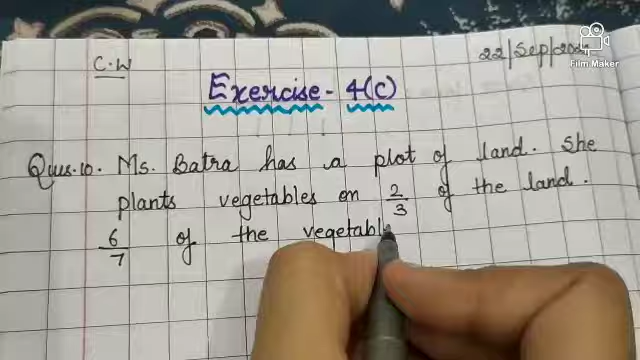 C.W
22/Sep/202
Film Maker
Exercise - 4(C)
Ques.10. Ms. Batra has a plot of land. She
plants vegetables on 2/3 of the land.
6/7 of the vegetabl